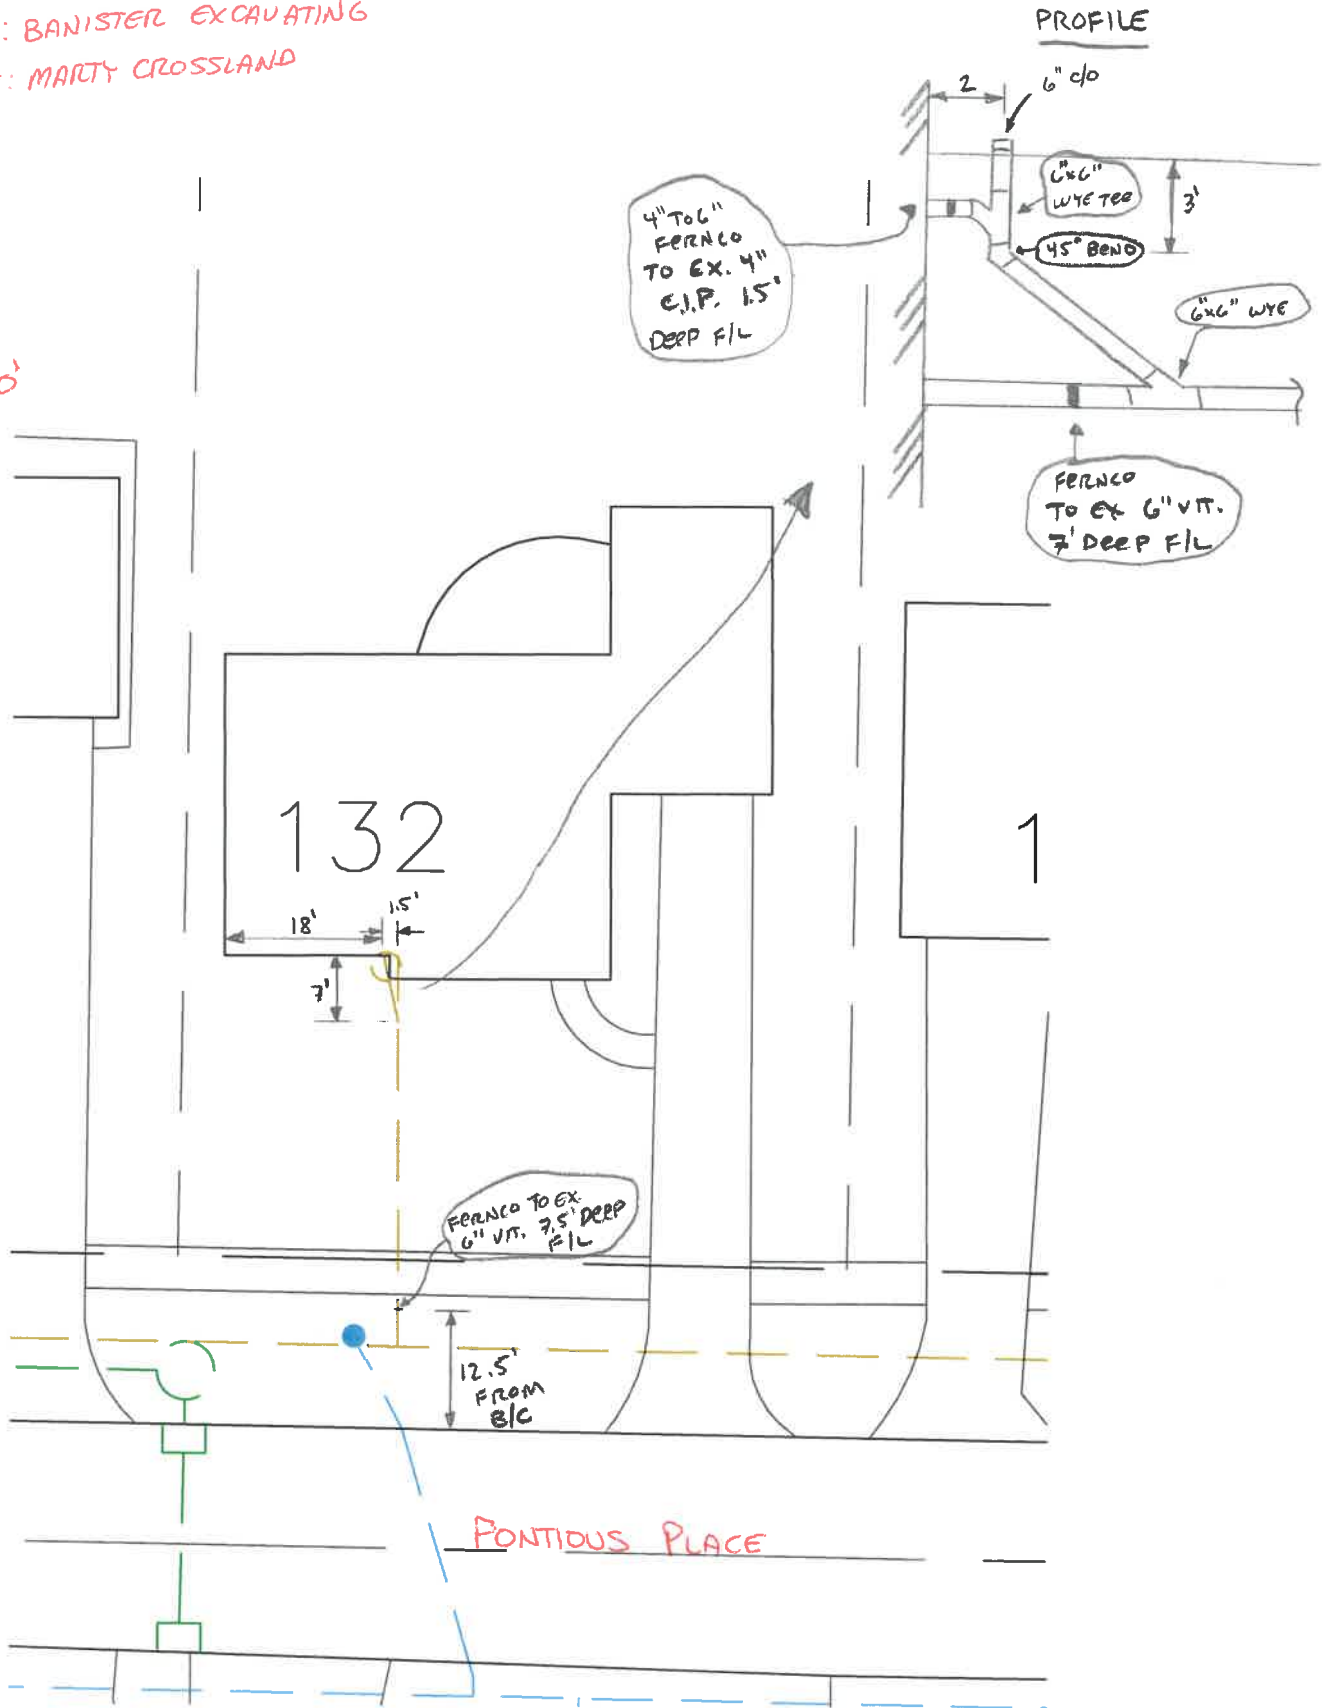 : BANISTER EXCAVATING
: MARTY CROSSLAND
PROFILE
2
6" c/o
6"x6"
WYE TEE
3'
45° BEND
6"x6" WYE
4" TO 6"
FERNCO
TO EX. 4"
C.I.P. 1.5'
DEEP F/L
FERNCO
TO EX 6" VIT.
7' DEEP F/L
0'
132
1
18'
1.5'
7'
FERNCO TO EX.
6" VIT. 7.5' DEEP
F/L
12.5'
FROM
B/C
PONTIOUS PLACE